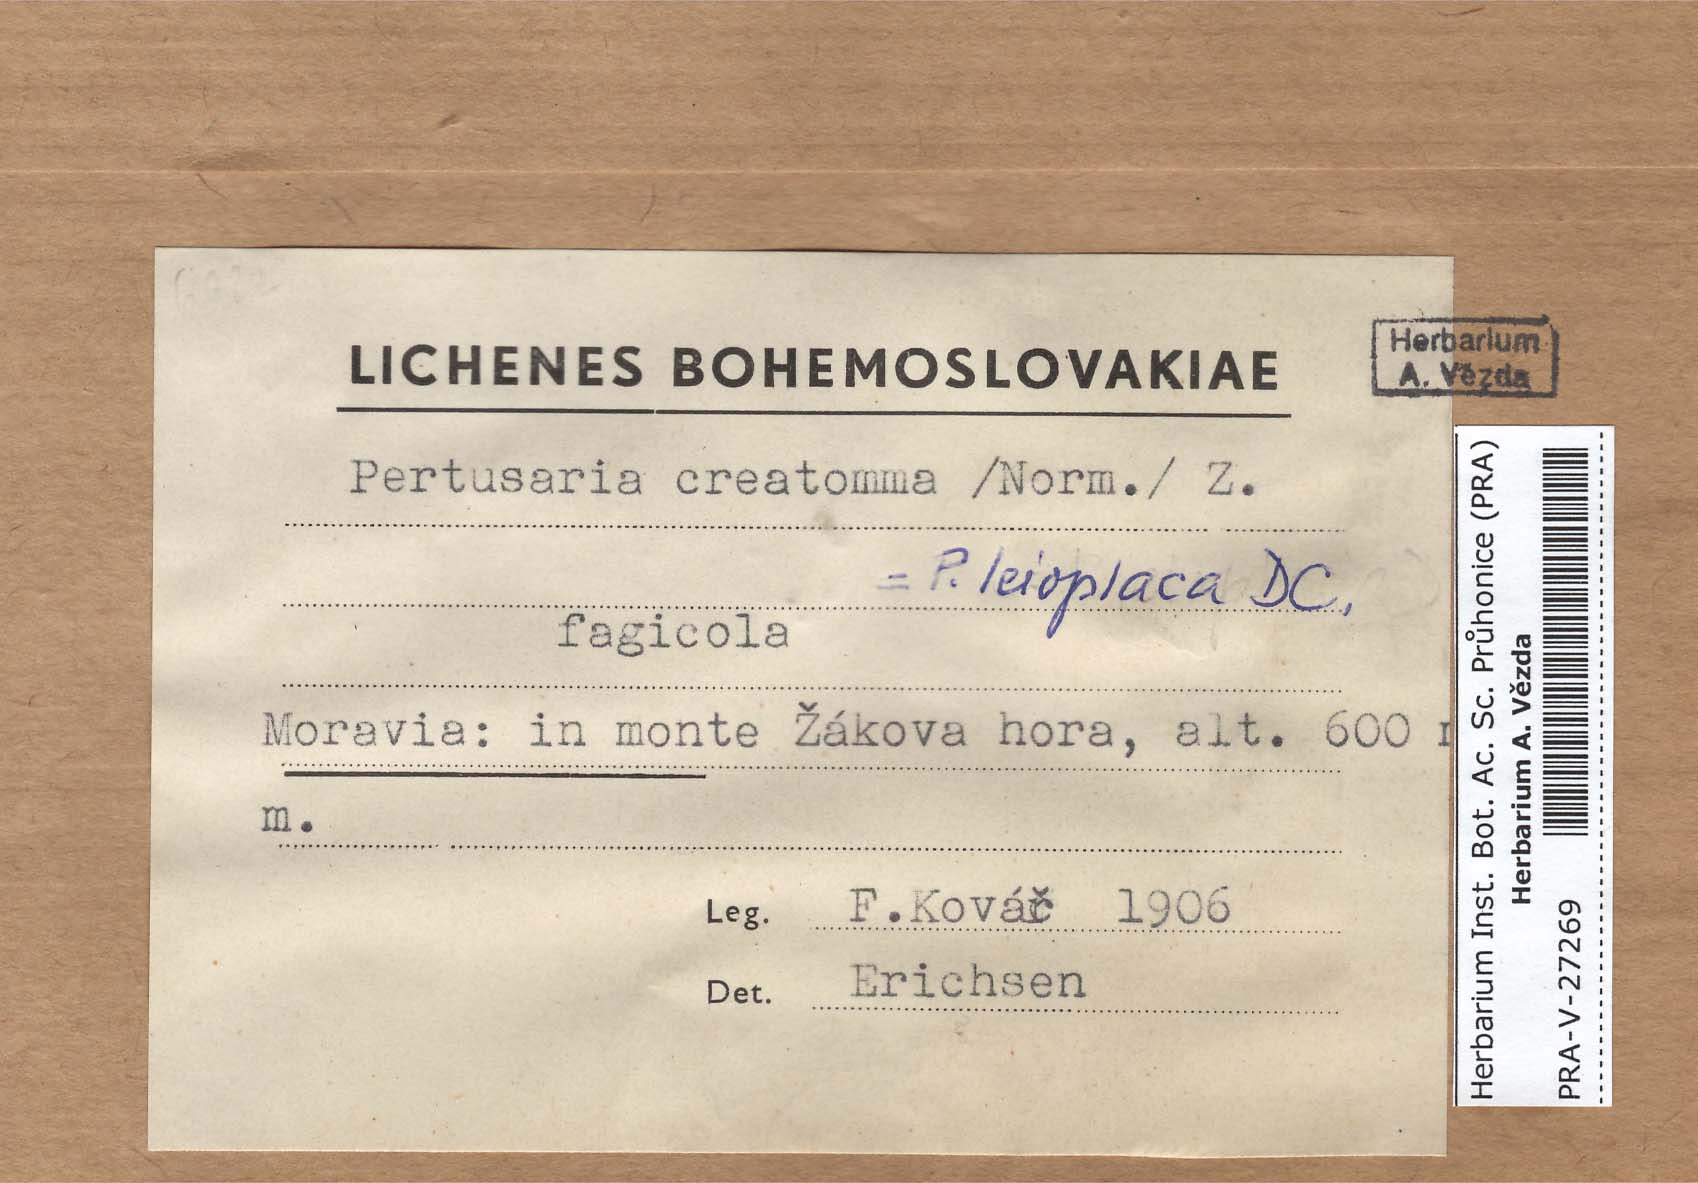 LICHENES BOHEMOSLOVAKIAE
Herbarium
A. Vězda
Pertusaria creatomma /Norm./ Z.
= P. leioplaca DC.
fagicola
Moravia: in monte Žákova hora, alt. 600
m.
Leg. F.Kovář 1906
Det. Erichsen
Herbarium Inst. Bot. Ac. Sc. Průhonice (PRA)
Herbarium A. Vězda
PRA-V-27269